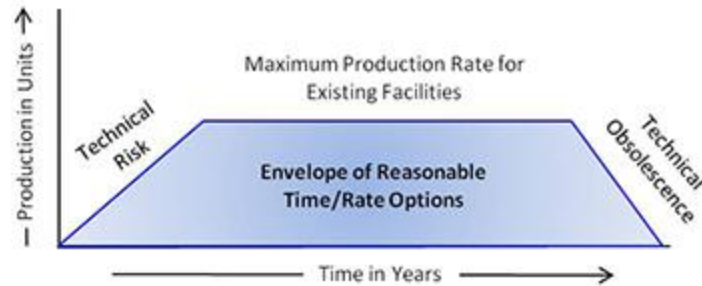 Production in Units
Technical
Risk
Maximum Production Rate for
Existing Facilities
Technical
Obsolescence
Envelope of Reasonable
Time/Rate Options
Time in Years